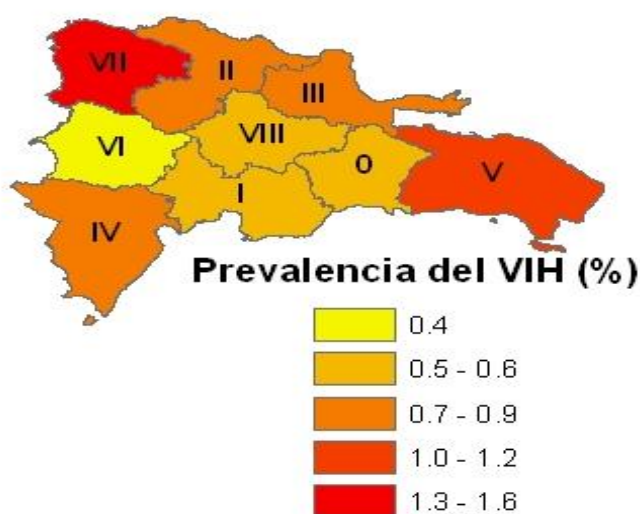 VII
II
III
VI
VIII
0
V
I
IV
Prevalencia del VIH (%)
0.4
0.5 - 0.6
0.7 - 0.9
1.0 - 1.2
1.3 - 1.6